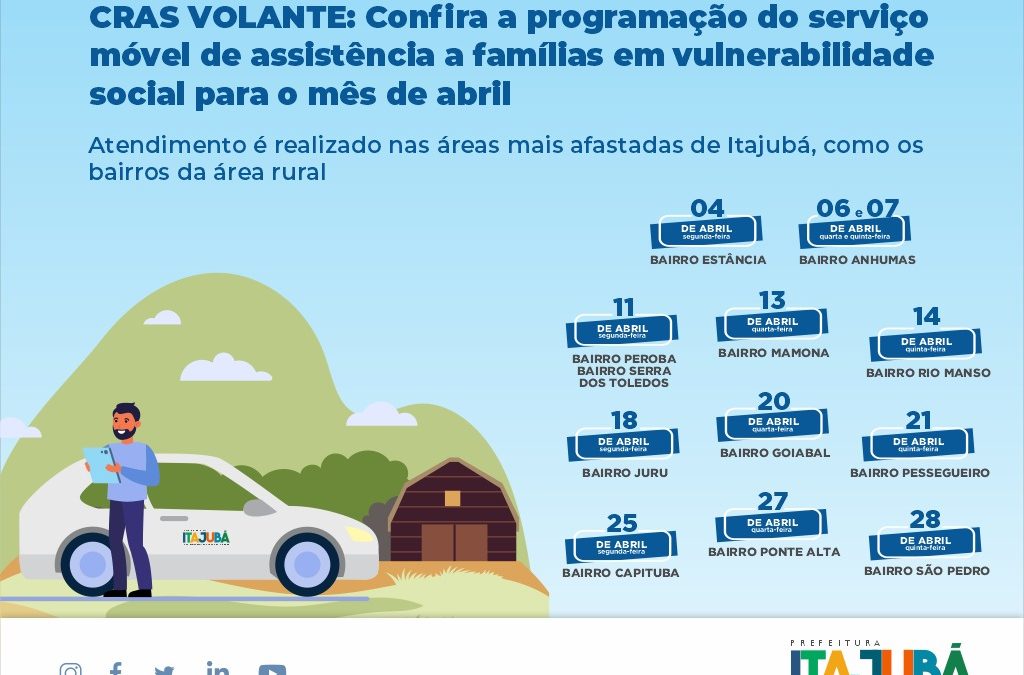 CRAS VOLANTE: Confira a programação do serviço
móvel de assistência a famílias em vulnerabilidade
social para o mês de abril
Atendimento é realizado nas áreas mais afastadas de Itajubá, como os
bairros da área rural
04
DE ABRIL
segunda-feira
BAIRRO ESTÂNCIA
06 e 07
DE ABRIL
quarta e quinta-feira
BAIRRO ANHUMAS
11
DE ABRIL
segunda-feira
BAIRRO PEROBA
BAIRRO SERRA
DOS TOLEDOS
13
DE ABRIL
quarta-feira
BAIRRO MAMONA
14
DE ABRIL
quinta-feira
BAIRRO RIO MANSO
18
DE ABRIL
segunda-feira
BAIRRO JURU
20
DE ABRIL
quarta-feira
BAIRRO GOIABAL
21
DE ABRIL
quinta-feira
BAIRRO PESSEGUEIRO
25
DE ABRIL
segunda-feira
BAIRRO CAPITUBA
27
DE ABRIL
quarta-feira
BAIRRO PONTE ALTA
28
DE ABRIL
quinta-feira
BAIRRO SÃO PEDRO
ITAJUBÁ
PREFEITURA
ITAJUBÁ